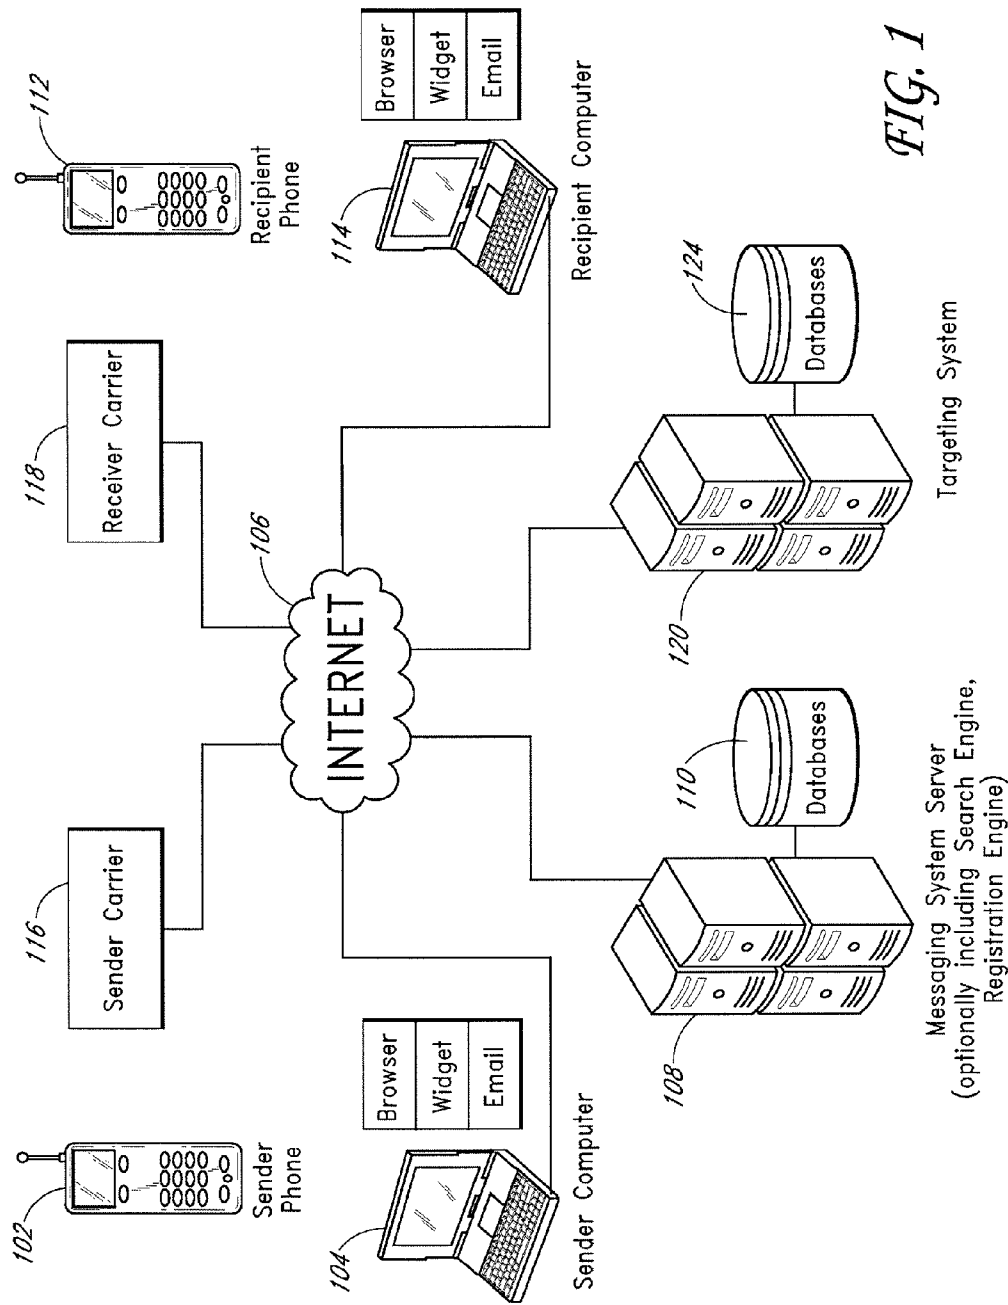 102
Sender
Phone
116
Sender Carrier
118
Receiver Carrier
112
Recipient
Phone
104
Browser
Widget
Email
Sender Computer
INTERNET
106
114
Browser
Widget
Email
Recipient Computer
108
110
Databases
Messaging System Server
(optionally including Search Engine,
Registration Engine)
120
124
Databases
Targeting System
FIG. 1